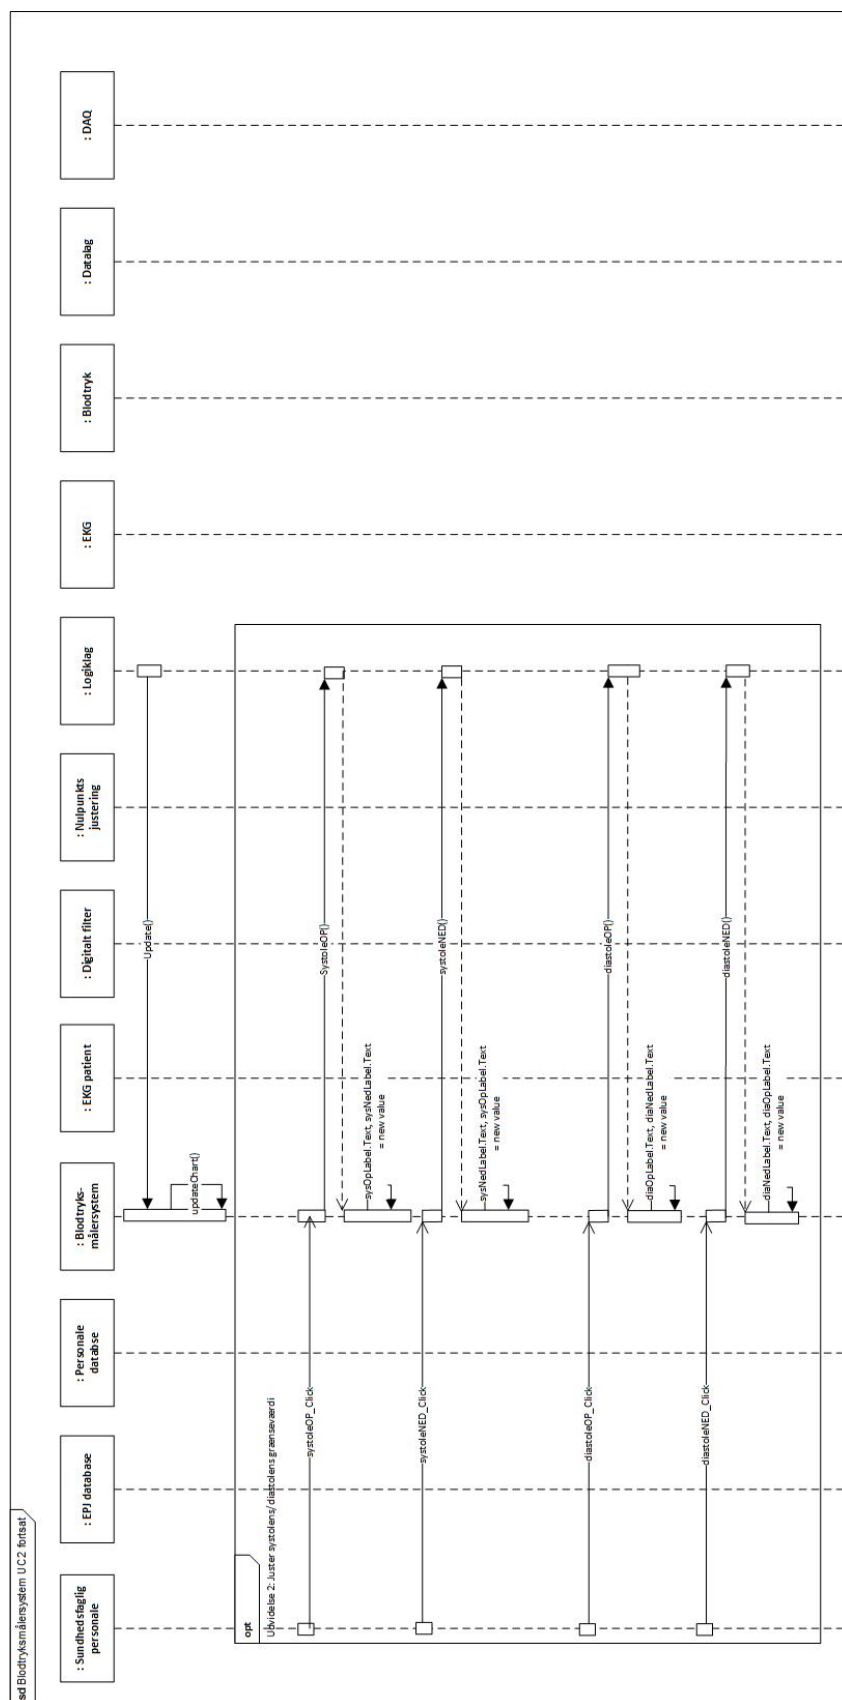 sd Blodtryksmålersystem UC2 fortsat
: Sundhedsfaglig
personale
: EPJ database
: Personale
databse
: Blodtryks-
målersystem
: EKG patient
: Digitalt filter
: Nulpunkts
justering
: Logiklag
: EKG
: Blodtryk
: Datalag
: DAQ
Update()
updateChart()
opt
Udvidelse 2: Juster systolens/diastolens grænseværdi
systoleOP_Click
SystoleOP()
sysOpLabel.Text, sysNedLabel.Text
= new value
systoleNED_Click
systoleNED()
sysNedLabel.Text, sysOpLabel.Text
= new value
diastoleOP_Click
diastoleOP()
diaOpLabel.Text, diaNedLabel.Text
= new value
diastoleNED_Click
diastoleNED()
diaNedLabel.Text, diaOpLabel.Text
= new value